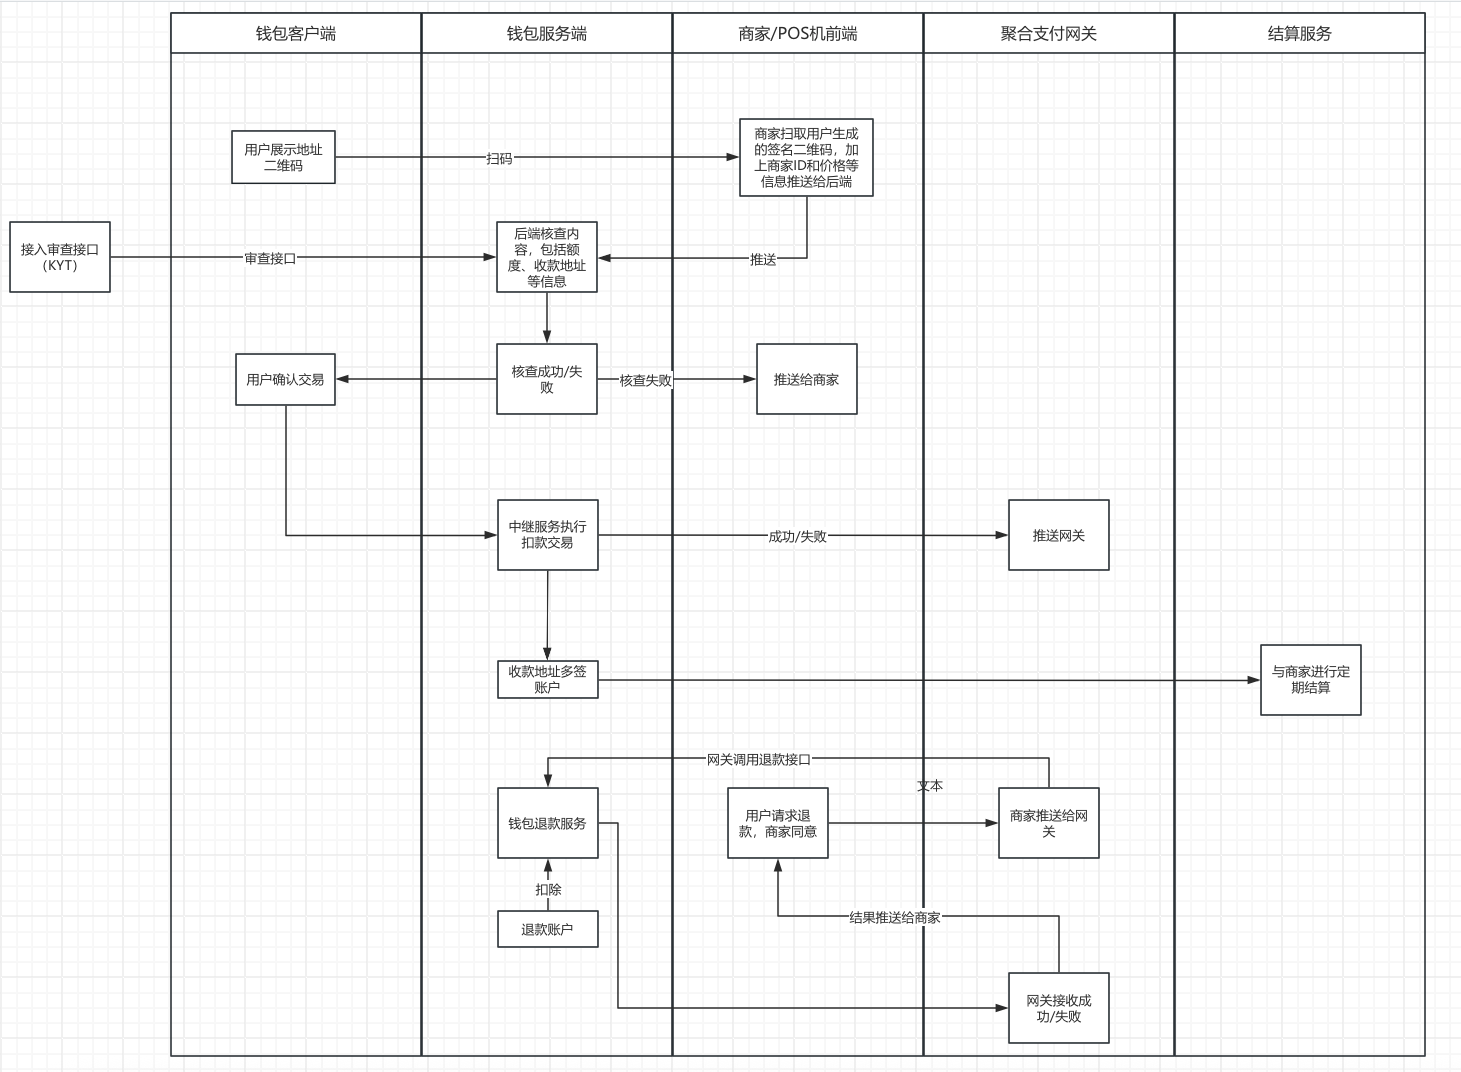 钱包客户端
钱包服务端
商家/POS机前端
聚合支付网关
结算服务
用户展示地址
二维码
扫码
商家扫取用户生成
的签名二维码，加
上商家ID和价格等
信息推送给后端
接入审查接口
（KYT）
审查接口
后端核查内
容，包括额
度、收款地址
等信息
推送
用户确认交易
核查成功/失
败
核查失败
推送给商家
中继服务执行
扣款交易
成功/失败
推送网关
收款地址多签
账户
与商家进行定
期结算
网关调用退款接口
文本
钱包退款服务
用户请求退
款，商家同意
商家推送给网
关
扣除
退款账户
结果推送给商家
网关接收成
功/失败